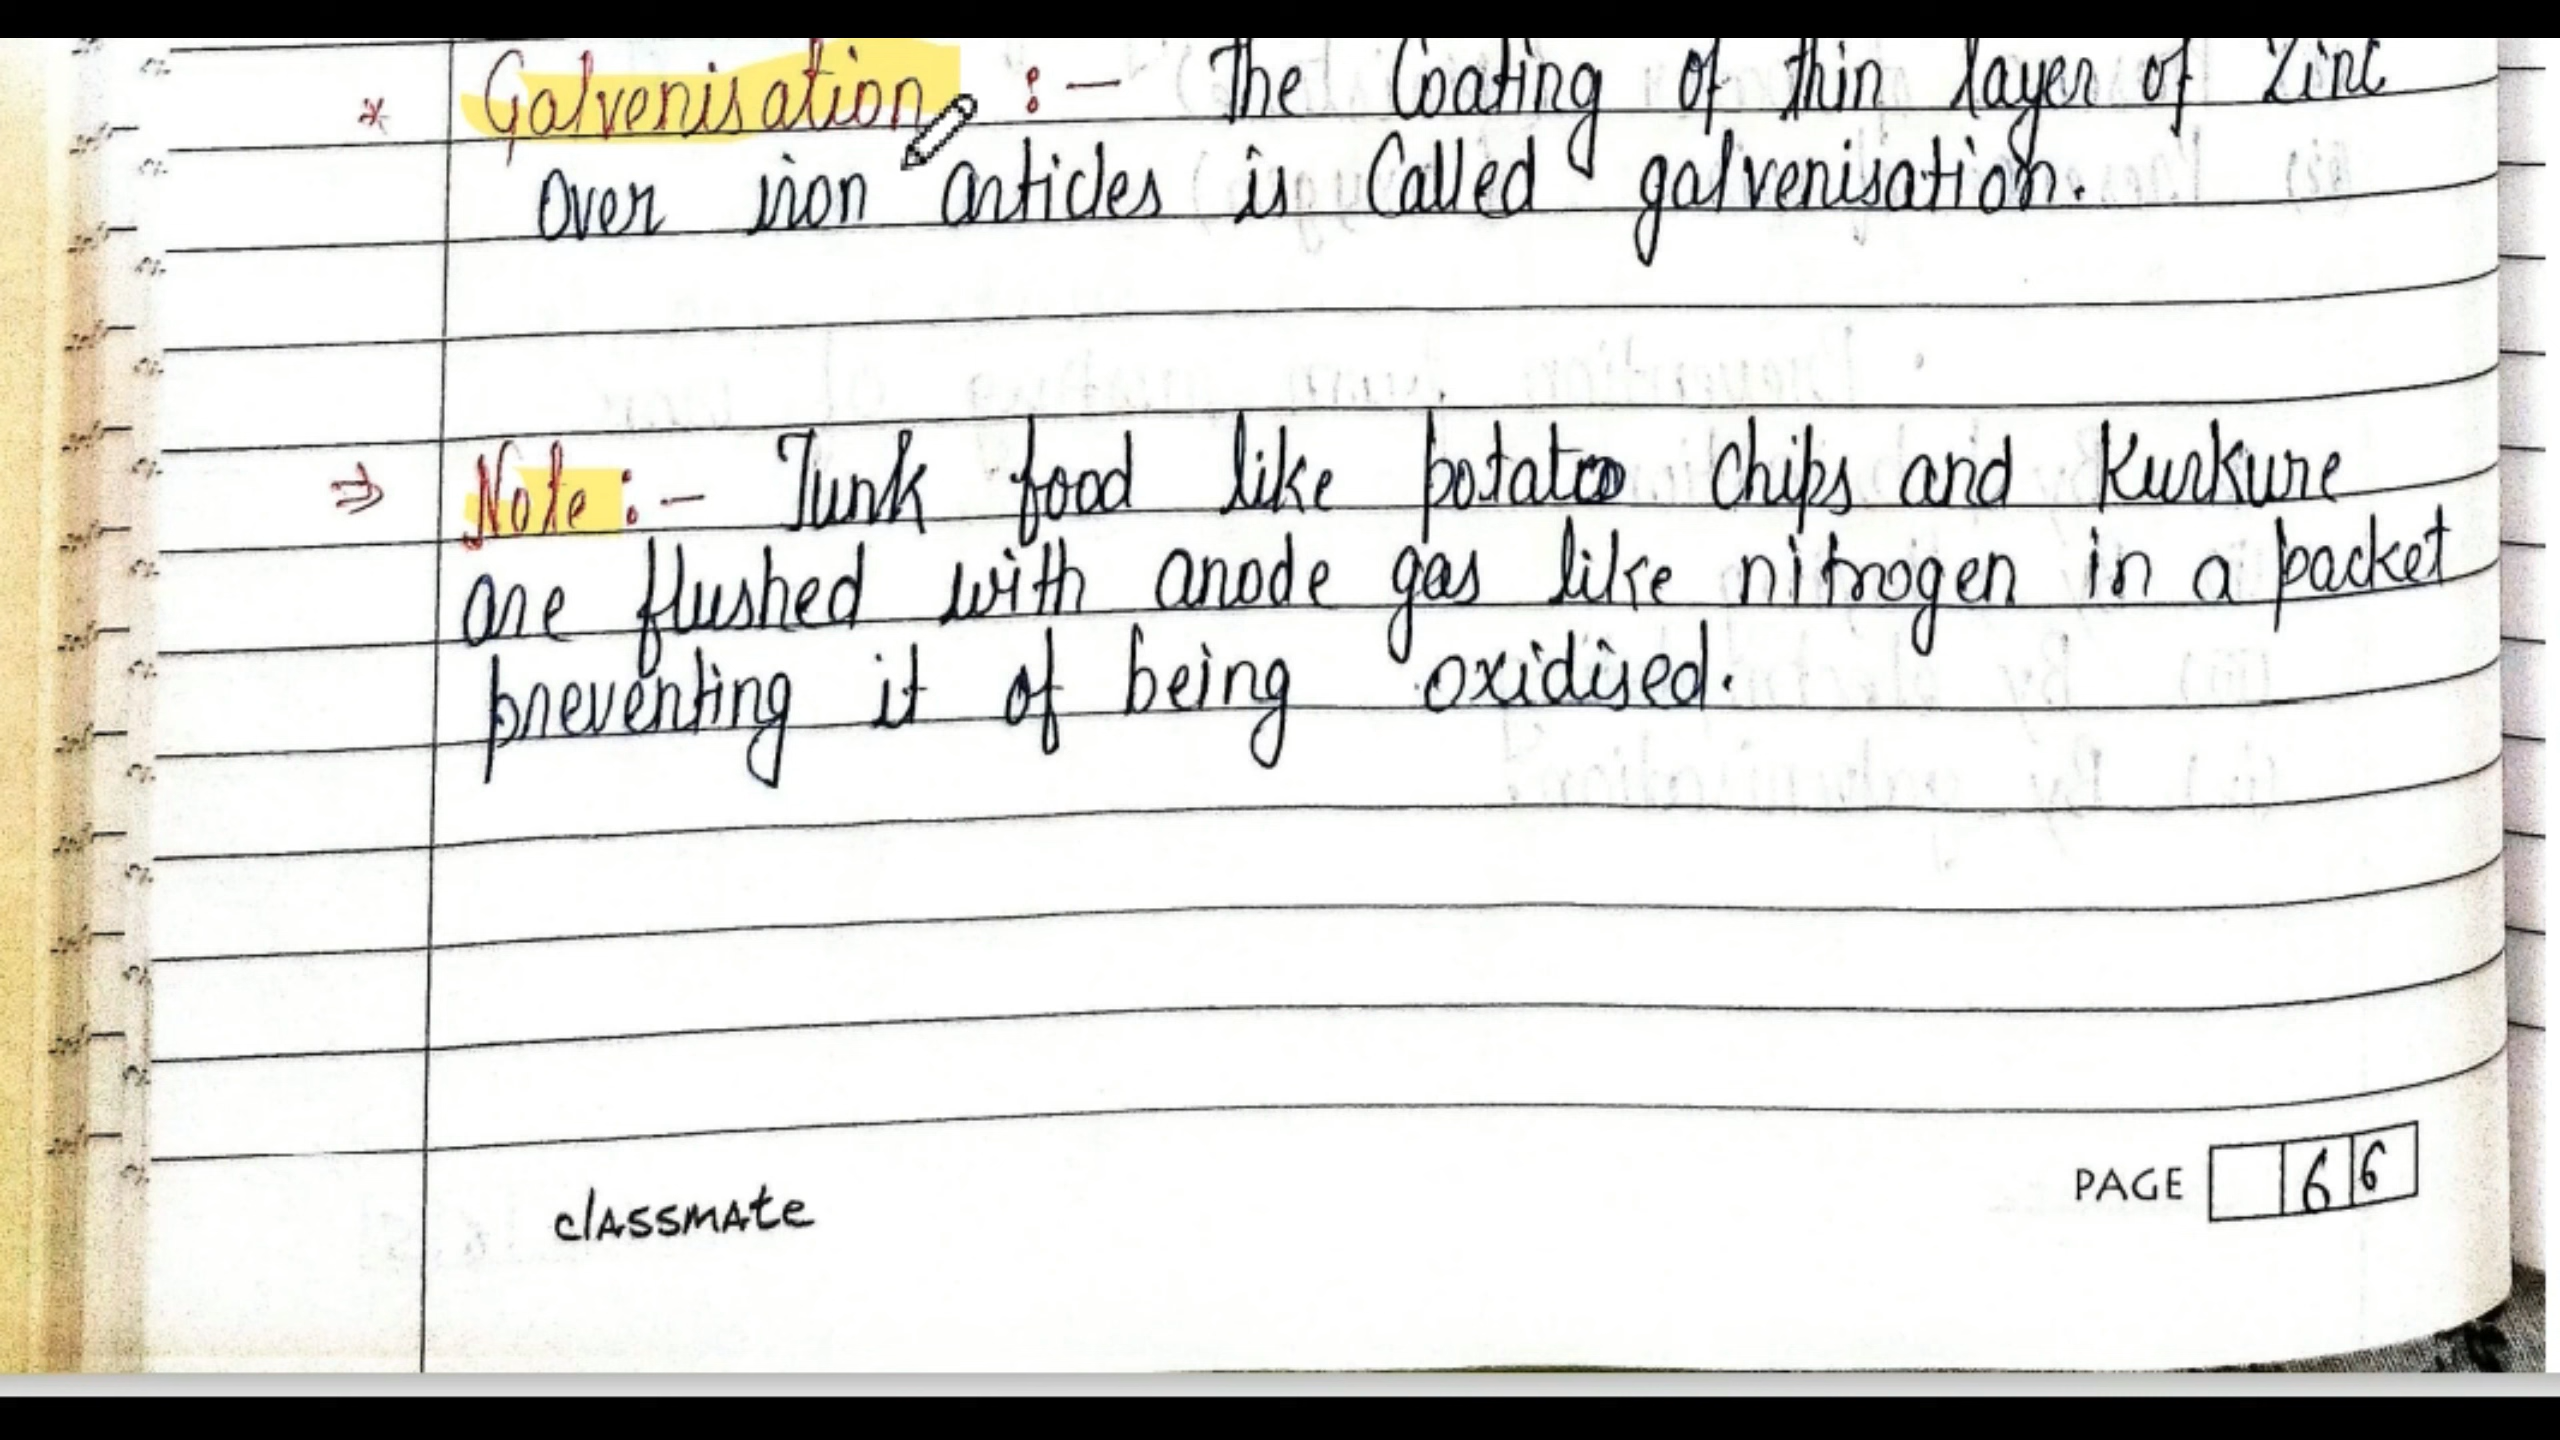 * Galvenisation :- The Coating of thin layer of Zinc
over iron articles is Called galvenisation.
⇒ Note :- Junk food like potato chips and Kurkure
are flushed with anode gas like nitrogen in a packet
preventing it of being oxidised.
classmate
PAGE 66